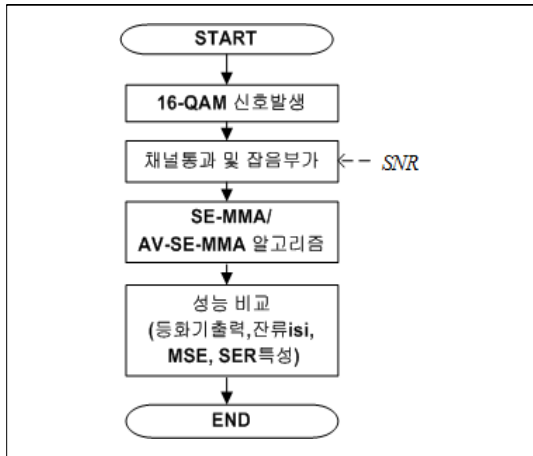 START
16-QAM 신호발생
채널통과 및 잡음부가
SNR
SE-MMA/
AV-SE-MMA 알고리즘
성능 비교
(등화기출력,잔류isi,
MSE, SER특성)
END